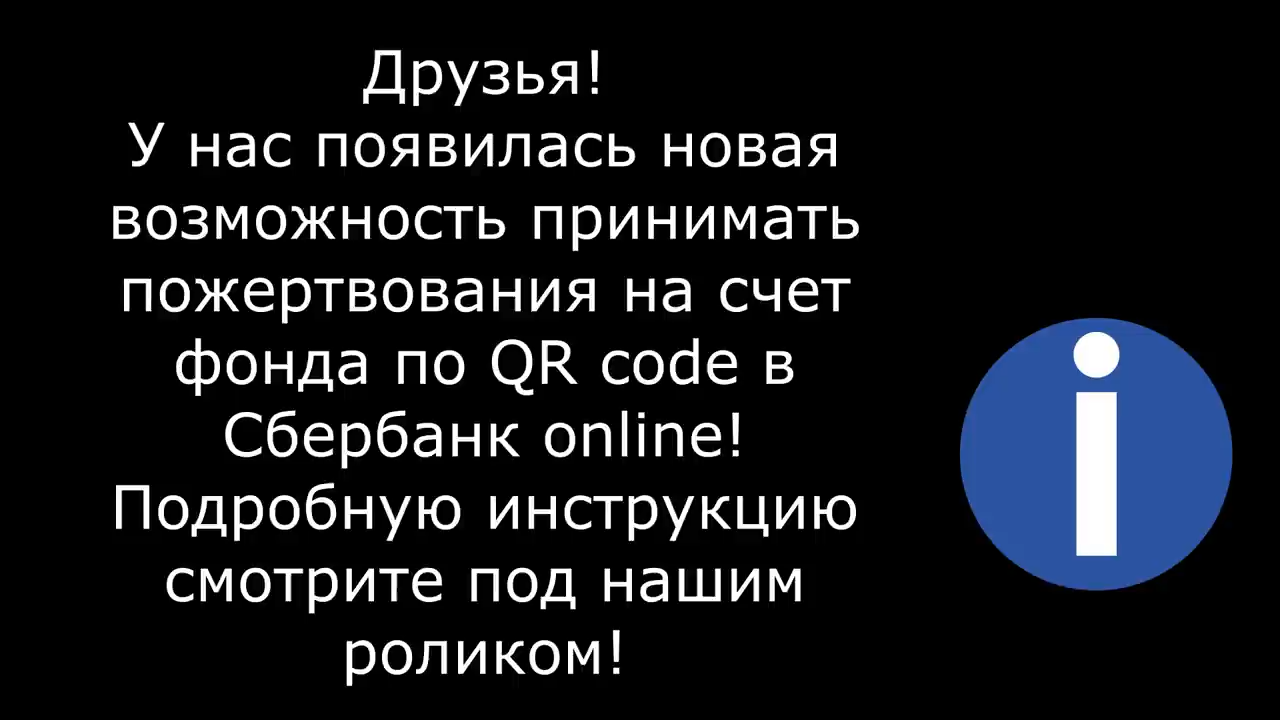 Друзья!
У нас появилась новая
возможность принимать
пожертвования на счет
фонда по QR code в
Сбербанк online!
Подробную инструкцию
смотрите под нашим
роликом!